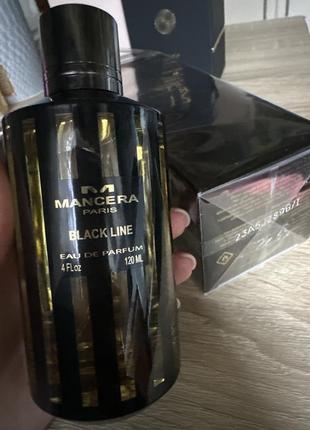 MANCERA
PARIS
BLACK LINE
EAU DE PARFUM
4 FL.oz 120 ML